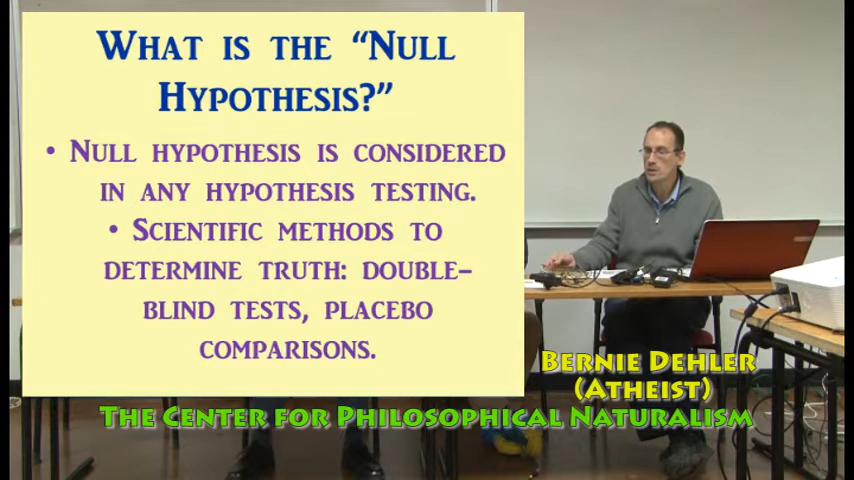 What is the “Null
Hypothesis?”
• Null hypothesis is considered
in any hypothesis testing.
• Scientific methods to
determine truth: double-
blind tests, placebo
comparisons.
Bernie Dehler
(Atheist)
The Center for Philosophical Naturalism